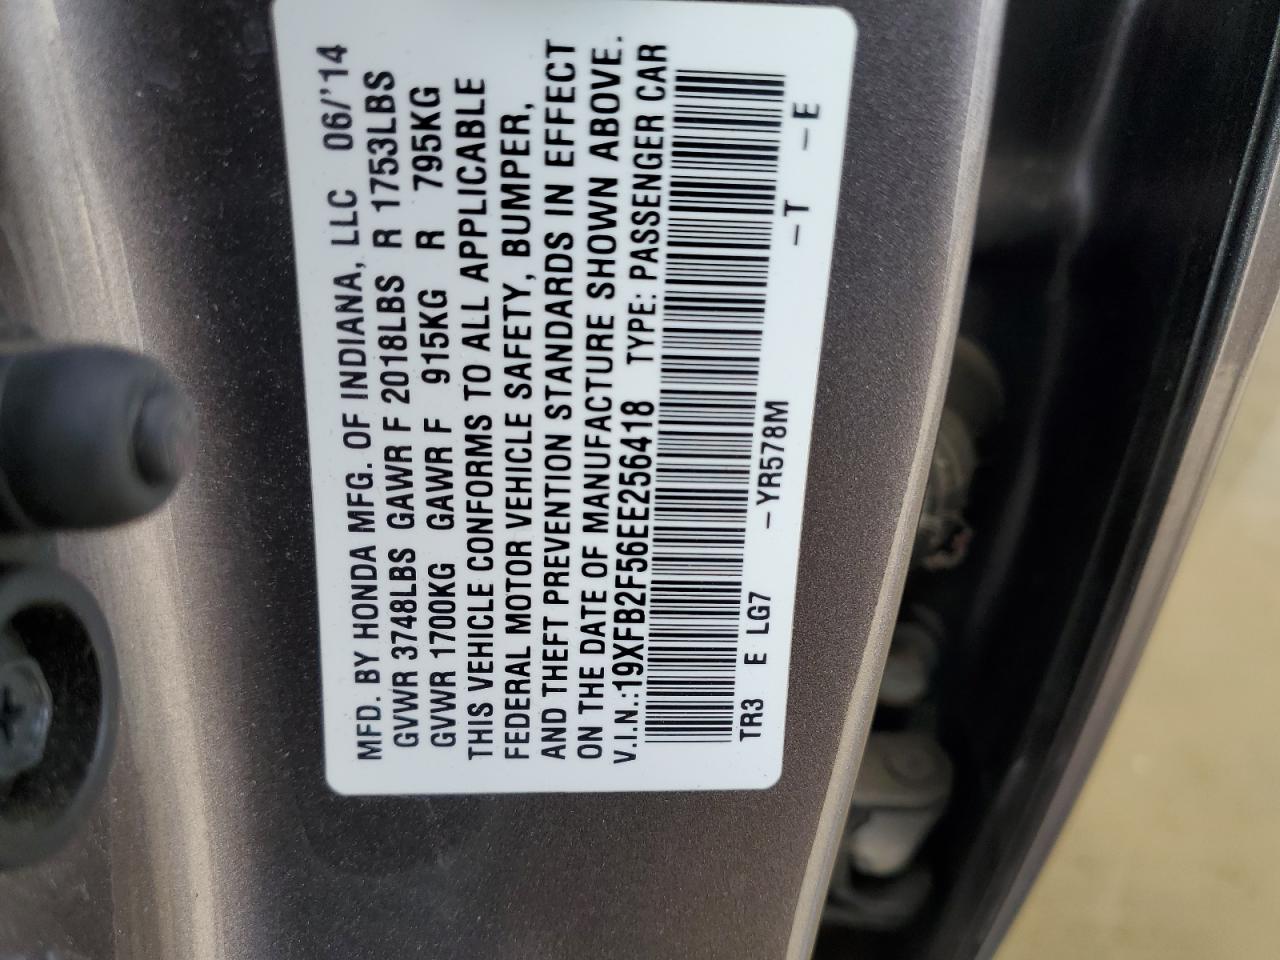 MFD. BY HONDA MFG. OF INDIANA, LLC 06/'14
GVWR 3748LBS GAWR F 2018LBS R 1753LBS
GVWR 1700KG GAWR F 915KG R 795KG
THIS VEHICLE CONFORMS TO ALL APPLICABLE
FEDERAL MOTOR VEHICLE SAFETY, BUMPER,
AND THEFT PREVENTION STANDARDS IN EFFECT
ON THE DATE OF MANUFACTURE SHOWN ABOVE.
V.I.N.:19XFB2F56EE256418 TYPE: PASSENGER CAR
TR3 E LG7 -YR578M -T -E